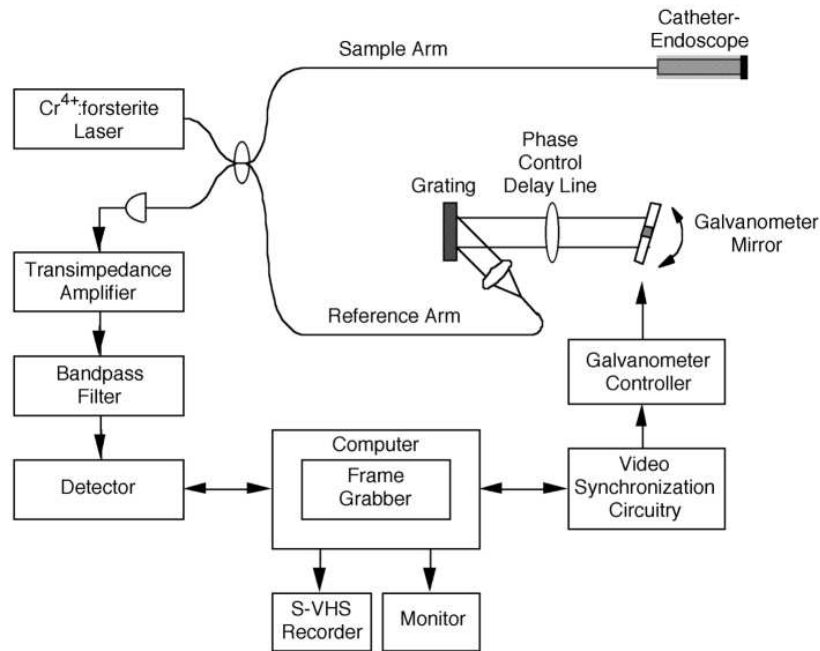 Catheter-
Endoscope
Sample Arm
Cr4+:forsterite
Laser
Phase
Control
Delay Line
Grating
Galvanometer
Mirror
Transimpedance
Amplifier
Reference Arm
Bandpass
Filter
Galvanometer
Controller
Computer
Frame
Grabber
Detector
Video
Synchronization
Circuitry
S-VHS
Recorder
Monitor